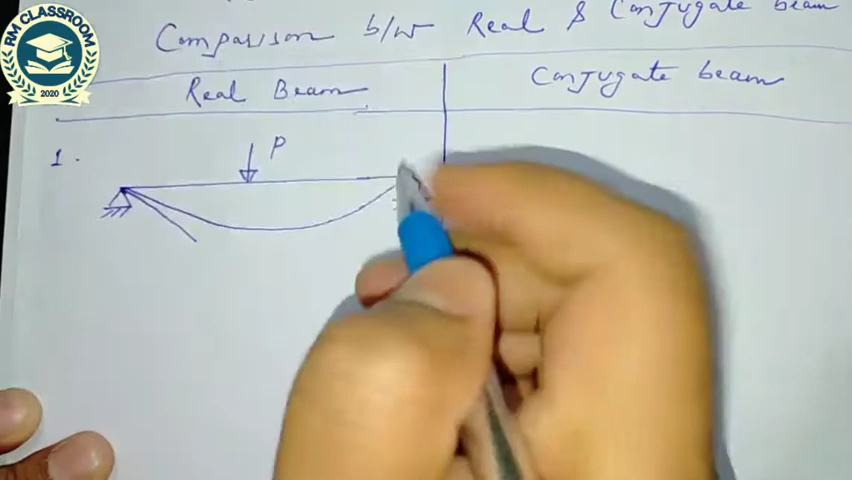 RM CLASSROOM
2020
Comparison b/w Real & Conjugate beam
Real Beam
Conjugate beam
1.
P